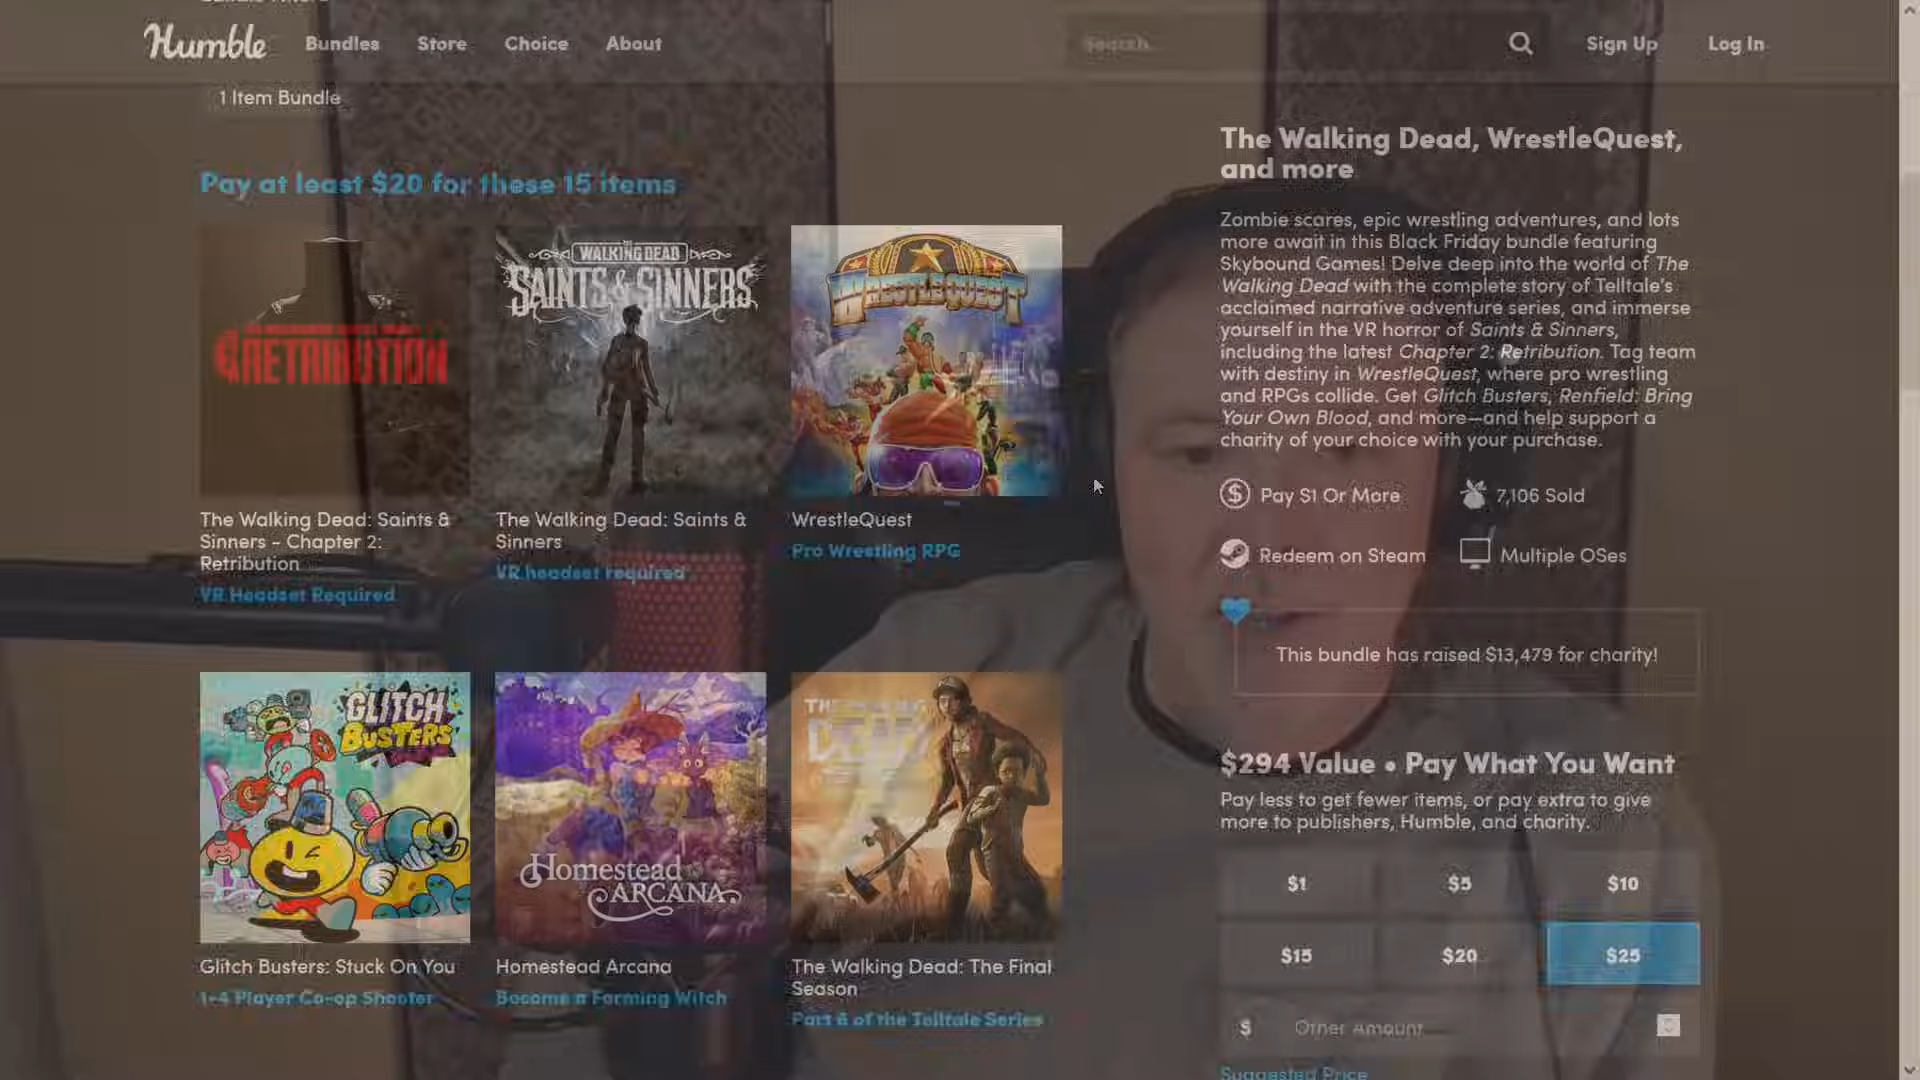 Humble
Bundles
Store
Choice
About
Search...
Sign Up
Log In
1 Item Bundle
Pay at least $20 for these 15 items
RETRIBUTION
THE
WALKING DEAD
SAINTS & SINNERS
WRESTLEQUEST
The Walking Dead: Saints &
Sinners - Chapter 2:
Retribution
VR Headset Required
The Walking Dead: Saints &
Sinners
VR headset required
WrestleQuest
Pro Wrestling RPG
GLITCH
BUSTERS
Homestead
ARCANA
Glitch Busters: Stuck On You
1-4 Player Co-op Shooter
Homestead Arcana
Become a Farming Witch
The Walking Dead: The Final
Season
Part 6 of the Telltale Series
The Walking Dead, WrestleQuest,
and more
Zombie scares, epic wrestling adventures, and lots
more await in this Black Friday bundle featuring
Skybound Games! Delve deep into the world of The
Walking Dead with the complete story of Telltale's
acclaimed narrative adventure series, and immerse
yourself in the VR horror of Saints & Sinners,
including the latest Chapter 2: Retribution. Tag team
with destiny in WrestleQuest, where pro wrestling
and RPGs collide. Get Glitch Busters, Renfield: Bring
Your Own Blood, and more—and help support a
charity of your choice with your purchase.
Pay $1 Or More
7,106 Sold
Redeem on Steam
Multiple OSes
This bundle has raised $13,479 for charity!
$294 Value • Pay What You Want
Pay less to get fewer items, or pay extra to give
more to publishers, Humble, and charity.
$1
$5
$10
$15
$20
$25
$
Other Amount
Suggested Price